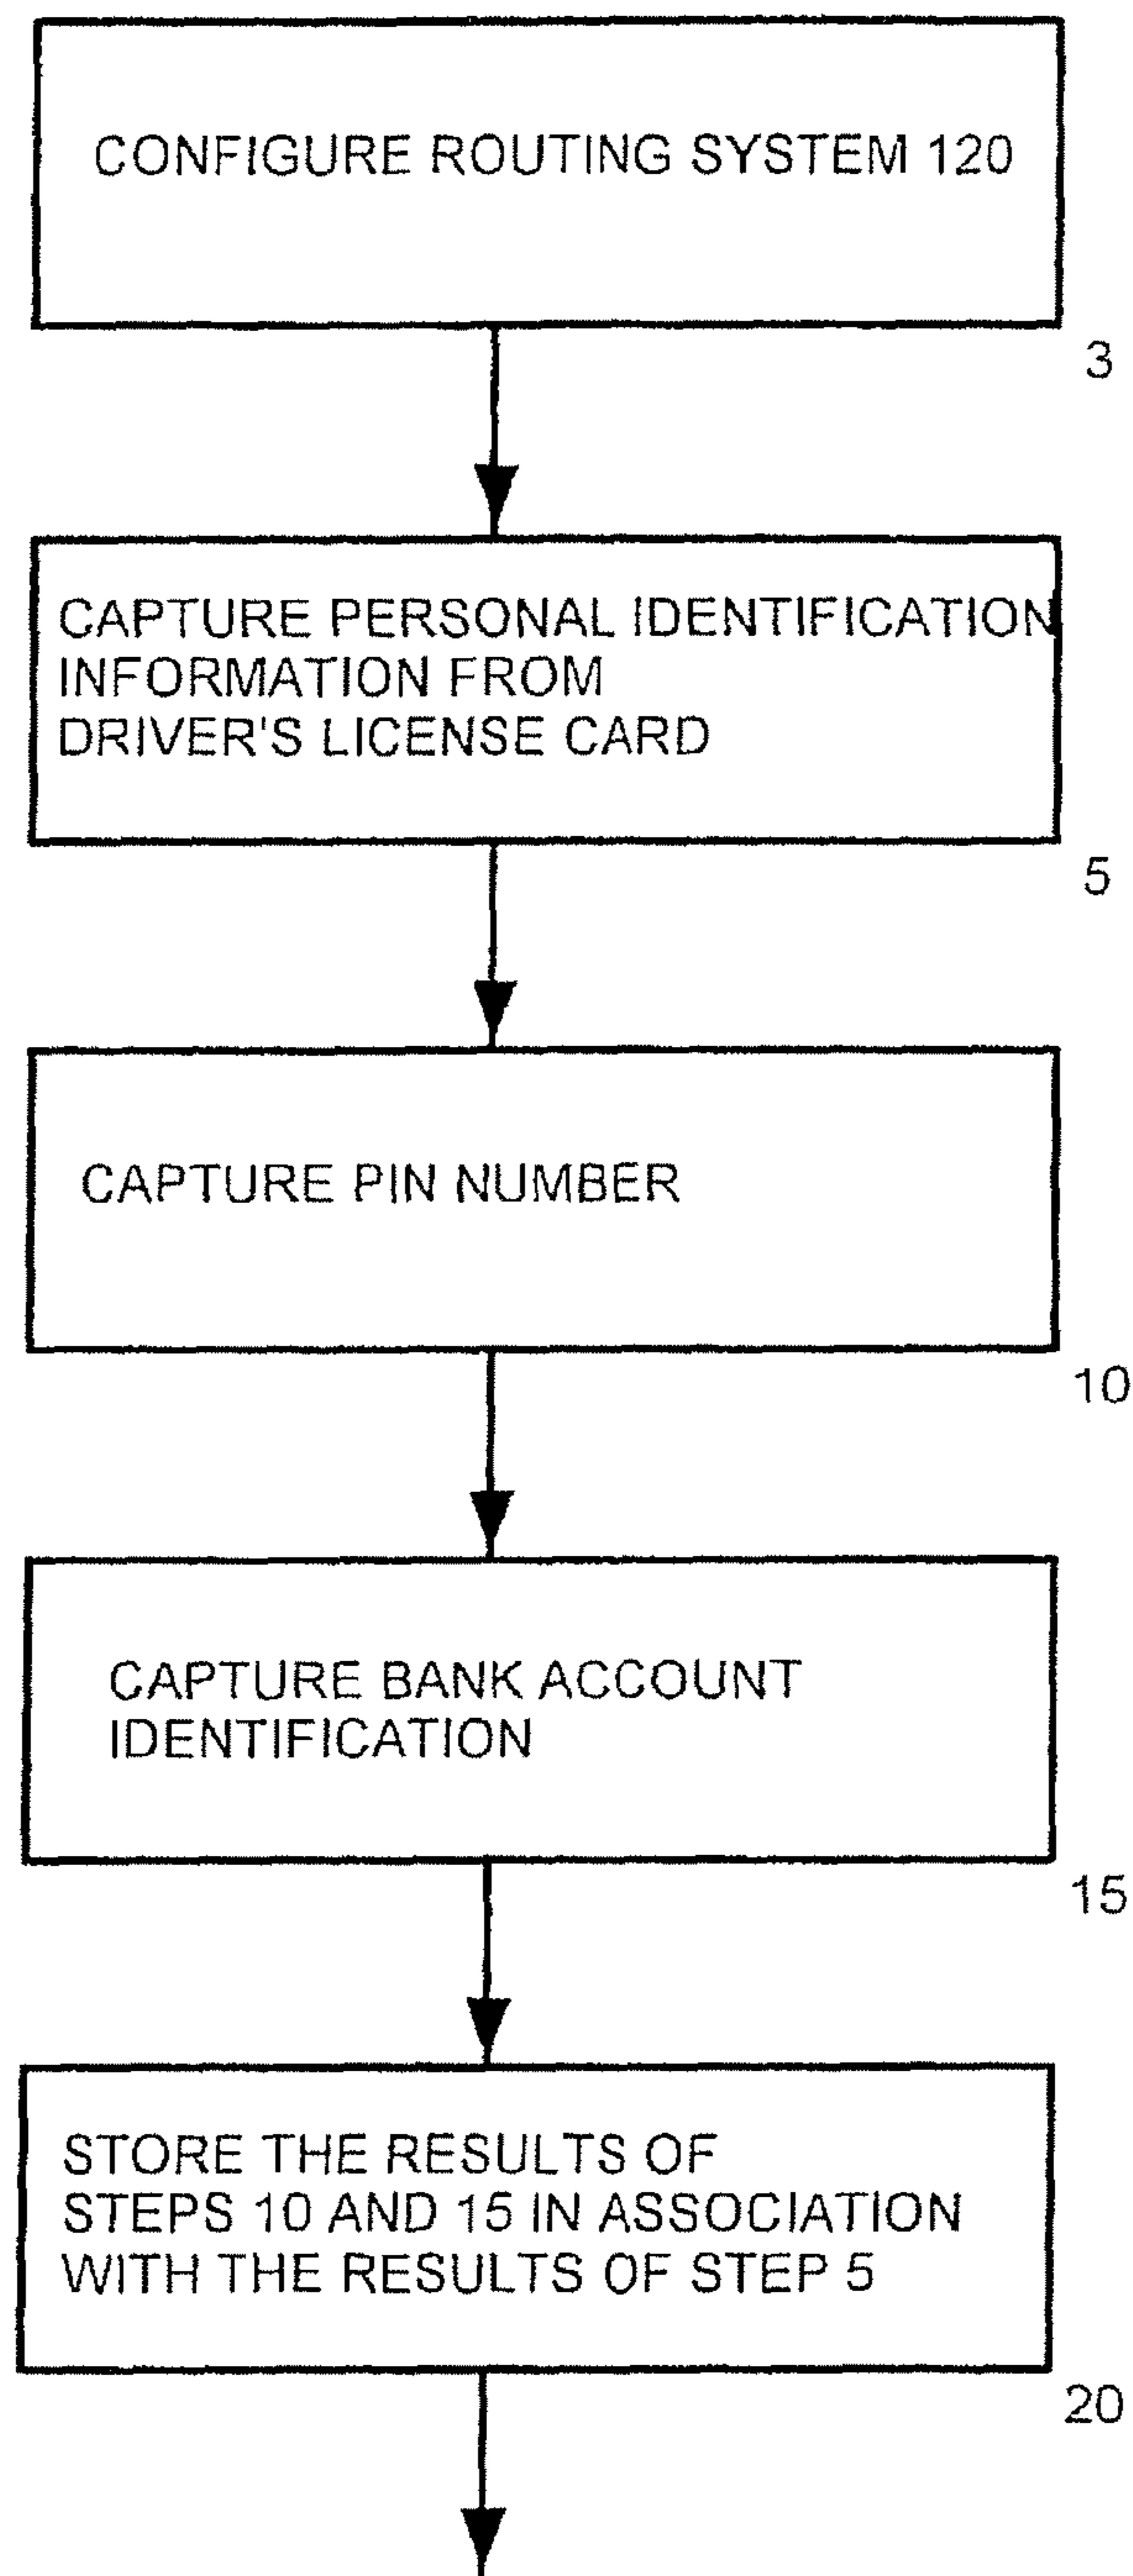 CONFIGURE ROUTING SYSTEM 120
3
CAPTURE PERSONAL IDENTIFICATION
INFORMATION FROM
DRIVER'S LICENSE CARD
5
CAPTURE PIN NUMBER
10
CAPTURE BANK ACCOUNT
IDENTIFICATION
15
STORE THE RESULTS OF
STEPS 10 AND 15 IN ASSOCIATION
WITH THE RESULTS OF STEP 5
20